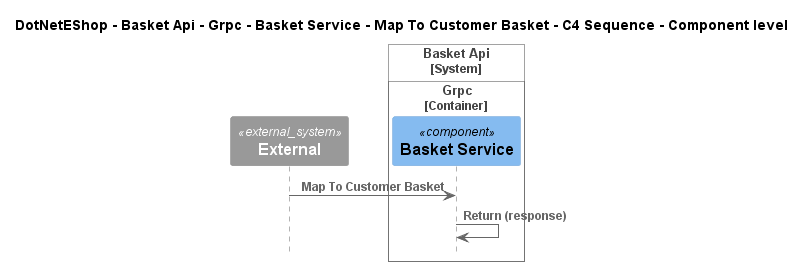 DotNetEShop - Basket Api - Grpc - Basket Service - Map To Customer Basket - C4 Sequence - Component level
Basket Api
[System]
Grpc
[Container]
«external_system»
External
«component»
Basket Service
Map To Customer Basket
Return (response)